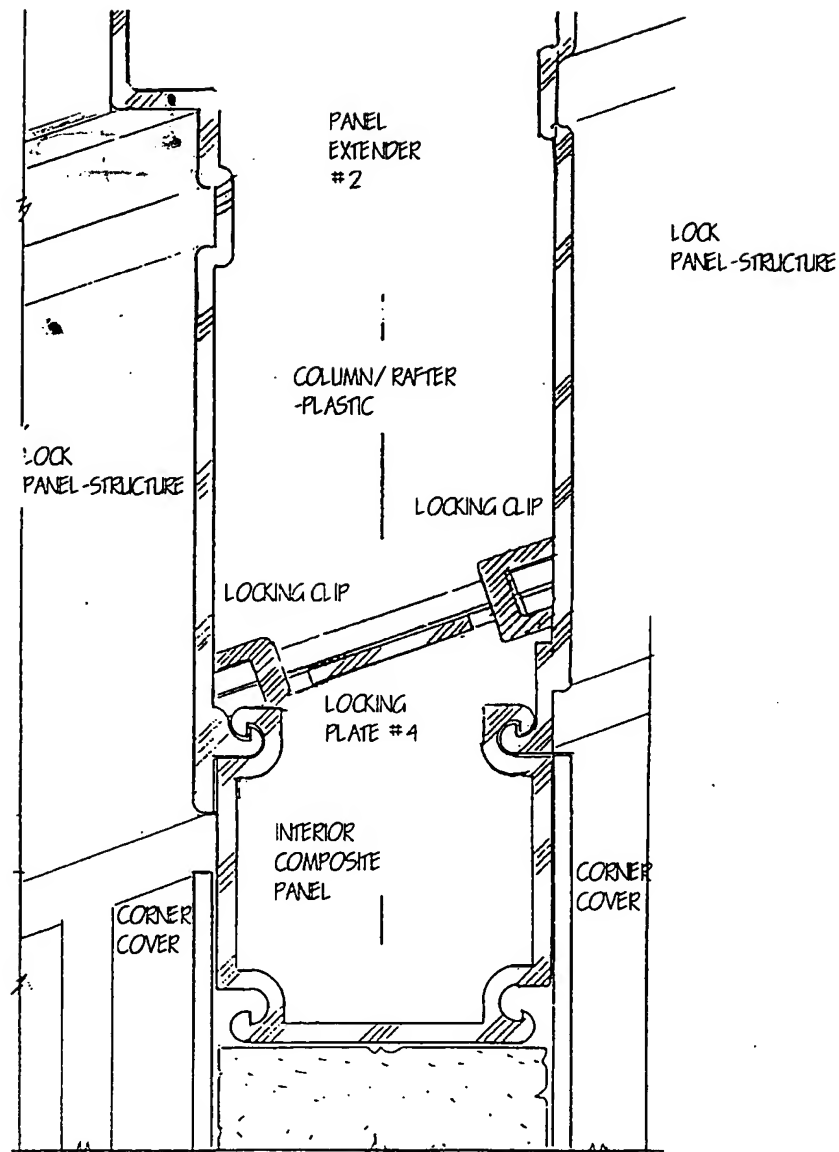 PANEL
EXTENDER
#2
LOCK
PANEL-STRUCTURE
COLUMN/RAFTER
-PLASTIC
LOCK
PANEL-STRUCTURE
LOCKING CLIP
LOCKING CLIP
LOCKING
PLATE #4
INTERIOR
COMPOSITE
PANEL
CORNER
COVER
CORNER
COVER